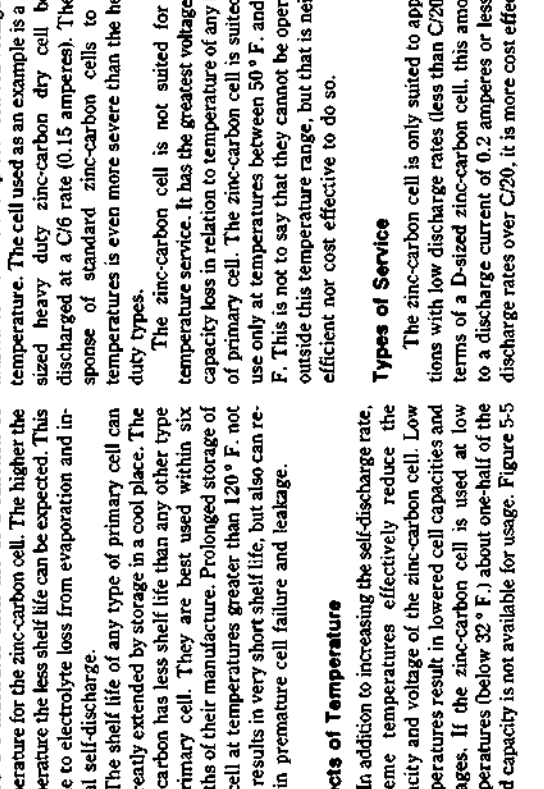 perature for the zinc-carbon cell. The higher the
perature the less shelf life can be expected. This
e to electrolyte loss from evaporation and in-
al self-discharge.
The shelf life of any type of primary cell can
reatly extended by storage in a cool place. The
carbon has less shelf life than any other type
rimary cell. They are best used within six
ths of their manufacture. Prolonged storage of
cell at temperatures greater than 120° F. not
results in very short shelf life, but also can re-
in premature cell failure and leakage.
cts of Temperature
In addition to increasing the self-discharge rate,
eme temperatures effectively reduce the
city and voltage of the zinc-carbon cell. Low
peratures result in lowered cell capacities and
ages. If the zinc-carbon cell is used at low
peratures (below 32° F.) about one-half of the
d capacity is not available for usage. Figure 5-5
temperature. The cell used as an example is a
sized heavy duty zinc-carbon dry cell be
discharged at a C/6 rate (0.15 amperes). The
sponse of standard zinc-carbon cells to
temperatures is even more severe than the he
duty types.
The zinc-carbon cell is not suited for
temperature service. It has the greatest voltage
capacity loss in relation to temperature of any
of primary cell. The zinc-carbon cell is suited
use only at temperatures between 50° F. and
F. This is not to say that they cannot be oper
outside this temperature range, but that is nei
efficient nor cost effective to do so.
Types of Service
The zinc-carbon cell is only suited to app
tions with low discharge rates (less than C/20
terms of a D-sized zinc-carbon cell, this amo
to a discharge current of 0.2 amperes or less
discharge rates over C/20, it is more cost effec